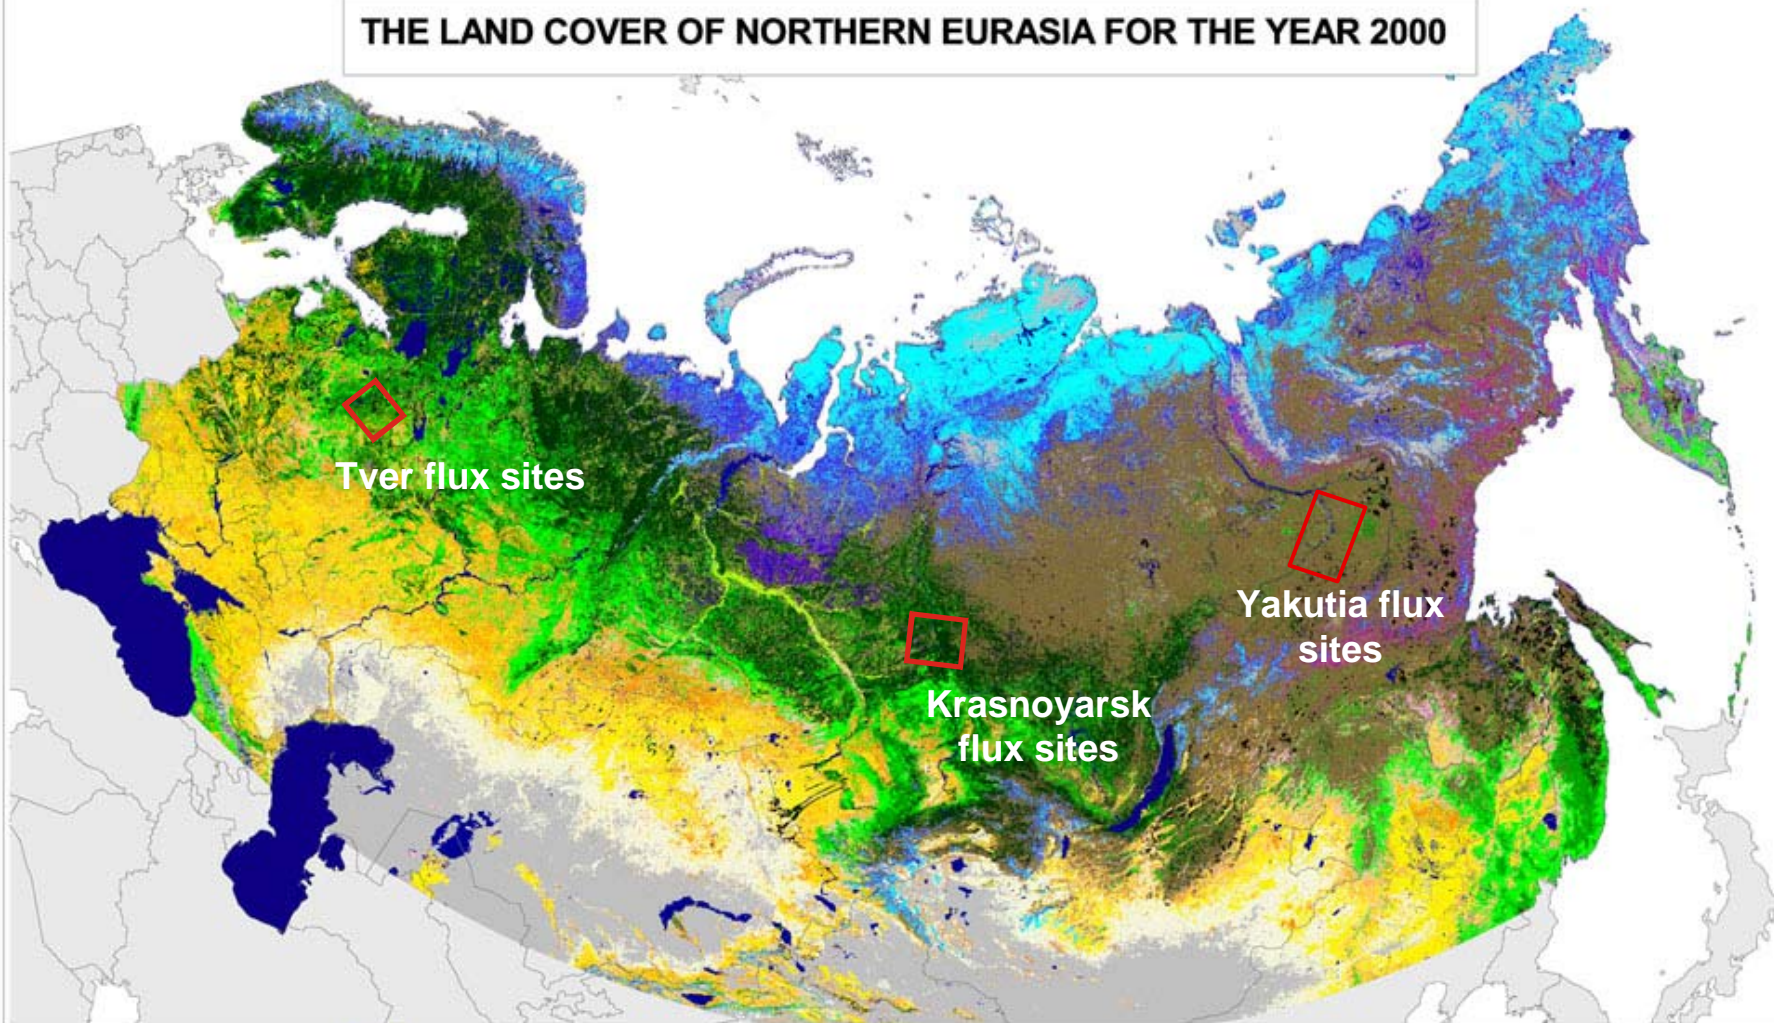 THE LAND COVER OF NORTHERN EURASIA FOR THE YEAR 2000
Tver flux sites
Yakutia flux
sites
Krasnoyarsk
flux sites